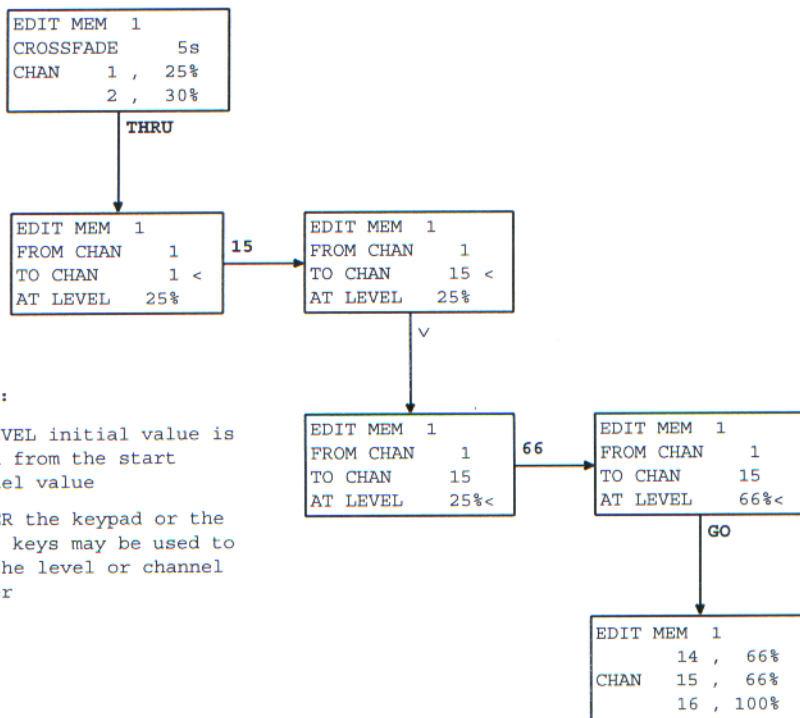 EDIT MEM 1
CROSSFADE 5s
CHAN 1 , 25%
2 , 30%
THRU
EDIT MEM 1
FROM CHAN 1
TO CHAN 1 <
AT LEVEL 25%
15
EDIT MEM 1
FROM CHAN 1
TO CHAN 15 <
AT LEVEL 25%
V
:
VEL initial value is
from the start
el value
R the keypad or the
keys may be used to
he level or channel
r
EDIT MEM 1
FROM CHAN 1
TO CHAN 15
AT LEVEL 25%<
66
EDIT MEM 1
FROM CHAN 1
TO CHAN 15
AT LEVEL 66%<
GO
EDIT MEM 1
14 , 66%
CHAN 15 , 66%
16 , 100%